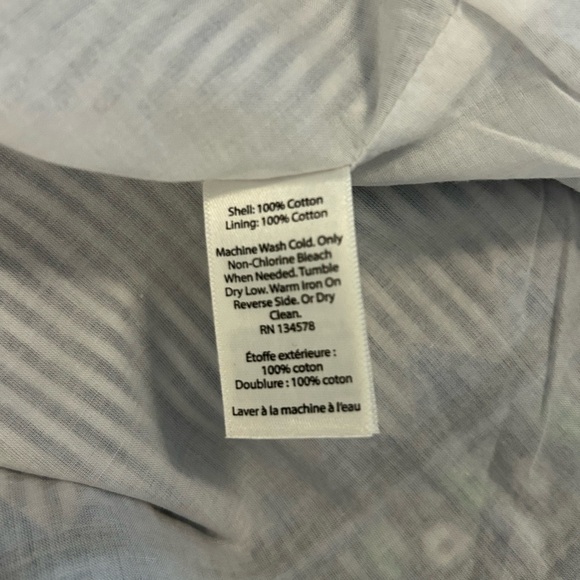 Shell: 100% Cotton
Lining: 100% Cotton
Machine Wash Cold. Only
Non-Chlorine Bleach
When Needed. Tumble
Dry Low. Warm Iron On
Reverse Side. Or Dry
Clean.
RN 134578
Étoffe extérieure :
100% coton
Doublure : 100% coton
Laver à la machine à l'eau